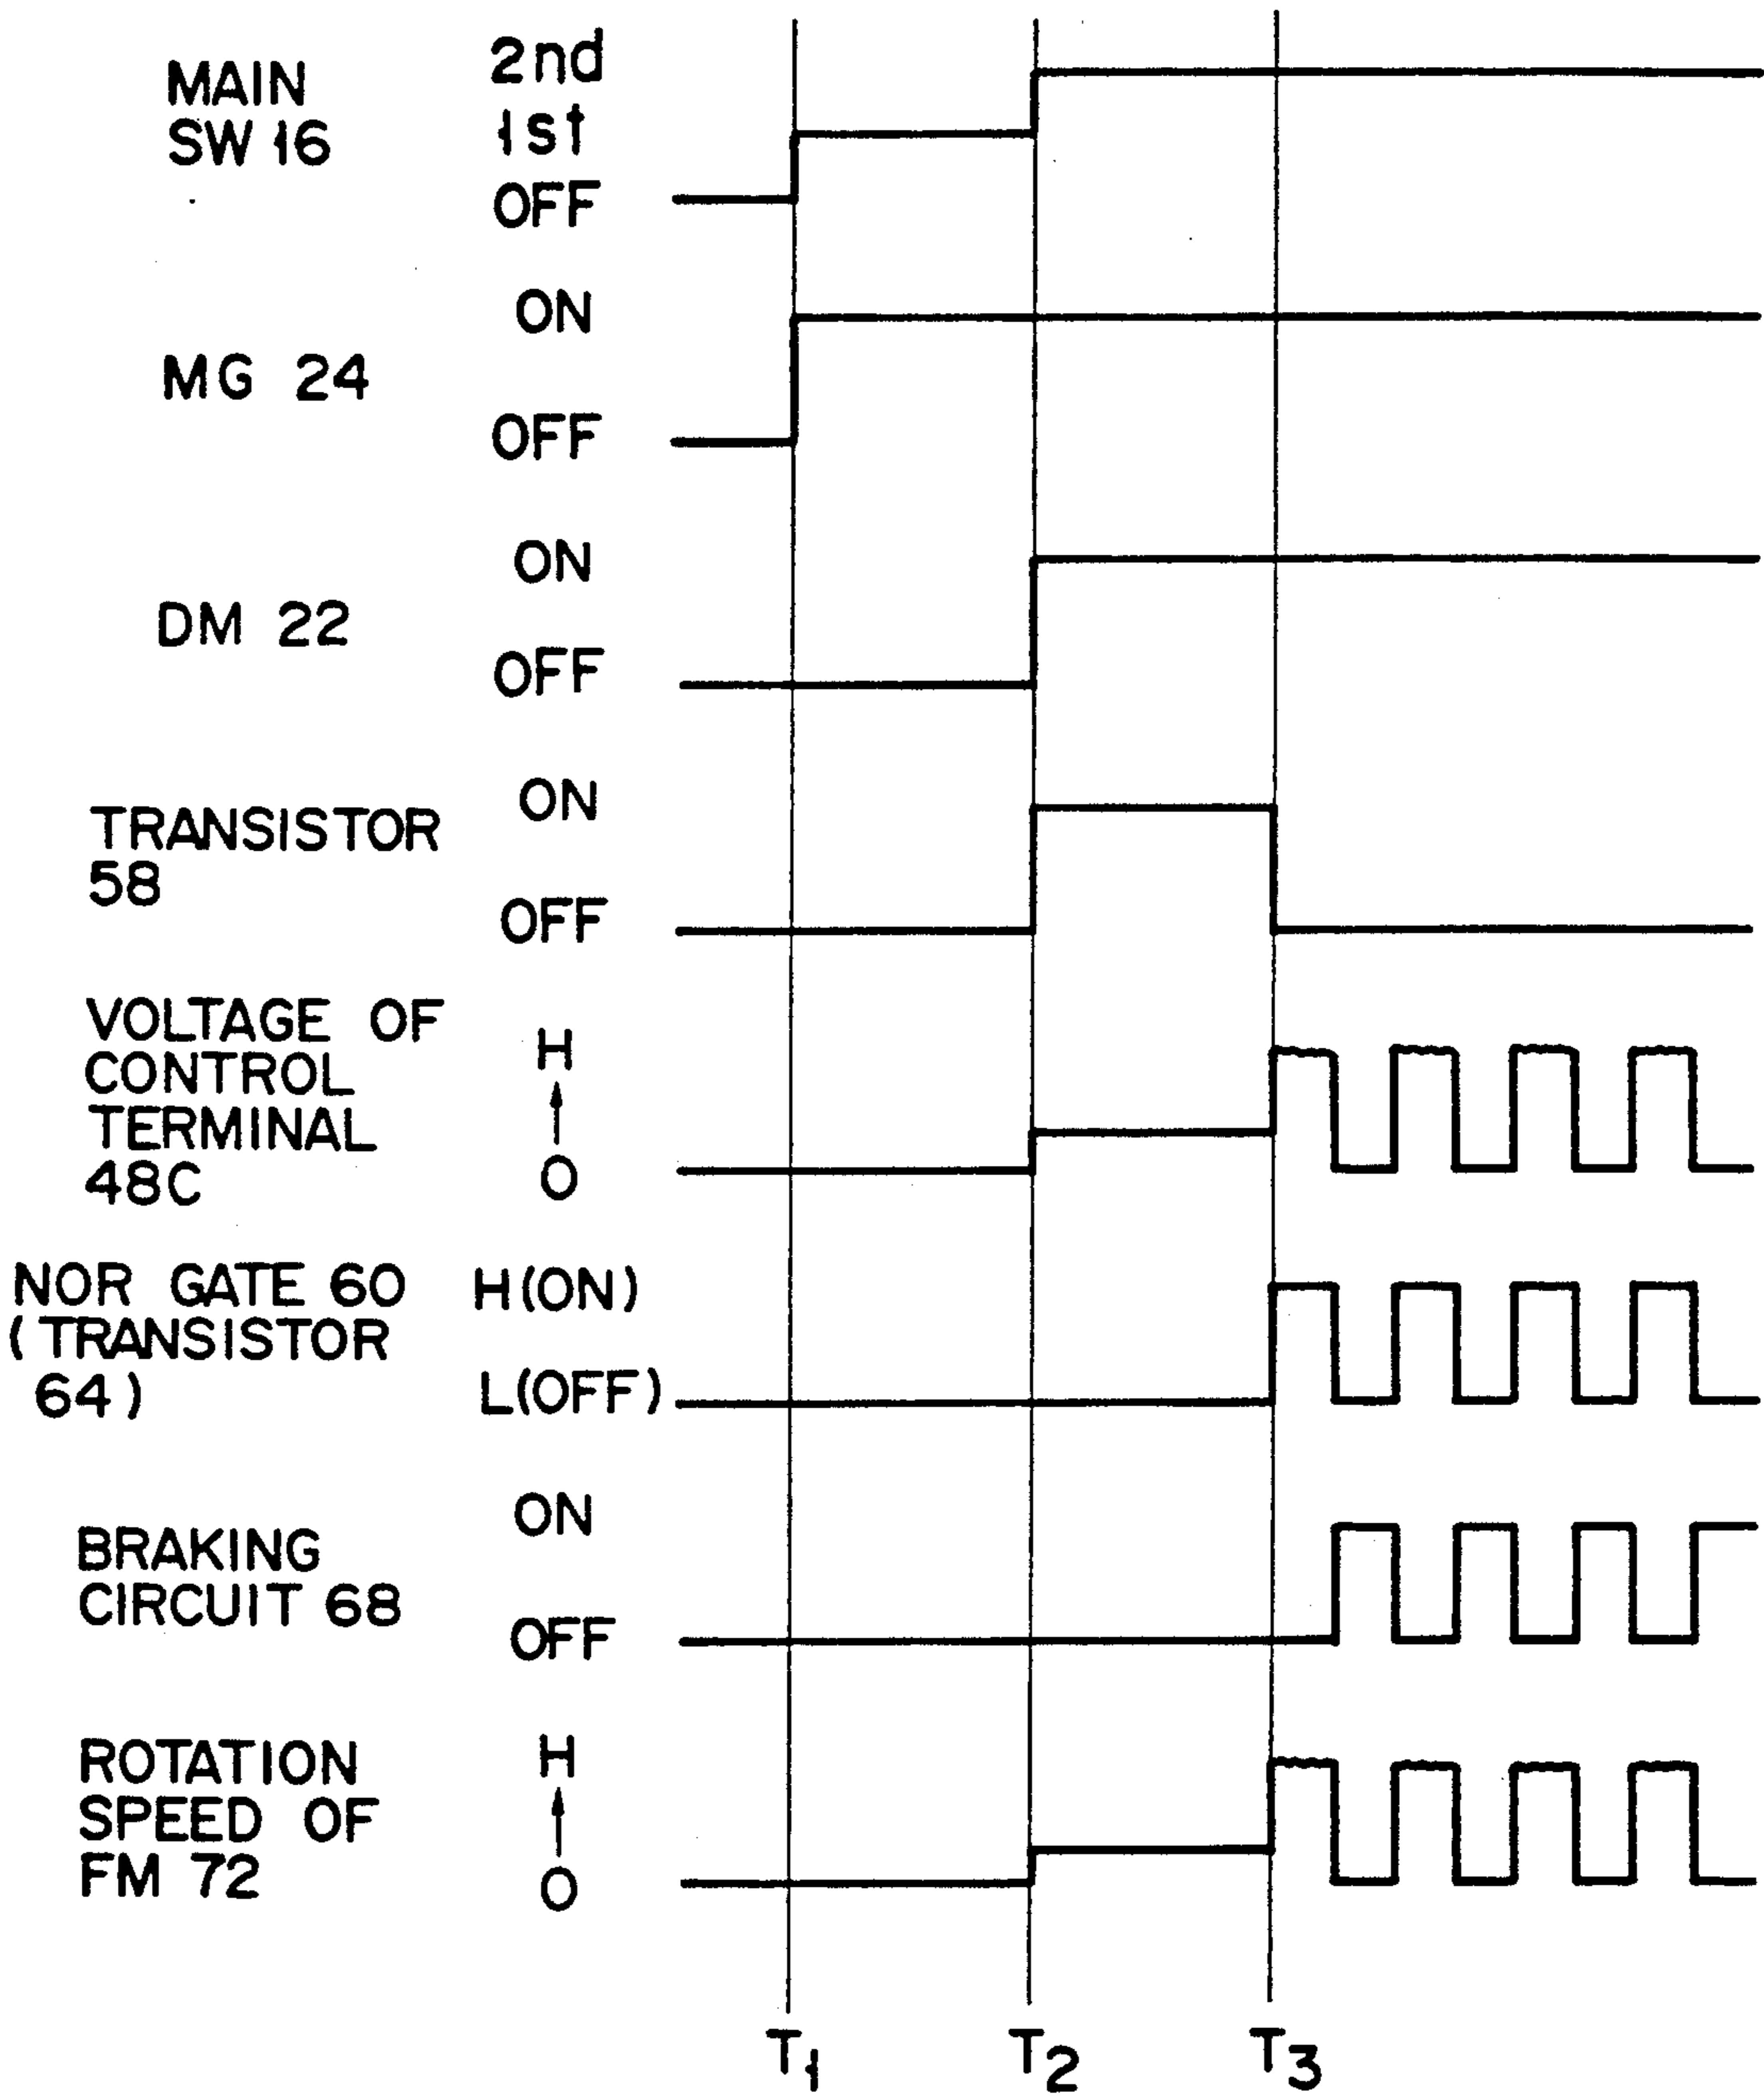 MAIN
SW 16
2nd
1st
OFF
MG 24
ON
OFF
DM 22
ON
OFF
TRANSISTOR
58
ON
OFF
VOLTAGE OF
CONTROL
TERMINAL
48C
H
O
NOR GATE 60
(TRANSISTOR
64)
H(ON)
L(OFF)
BRAKING
CIRCUIT 68
ON
OFF
ROTATION
SPEED OF
FM 72
H
O
T1 T2 T3